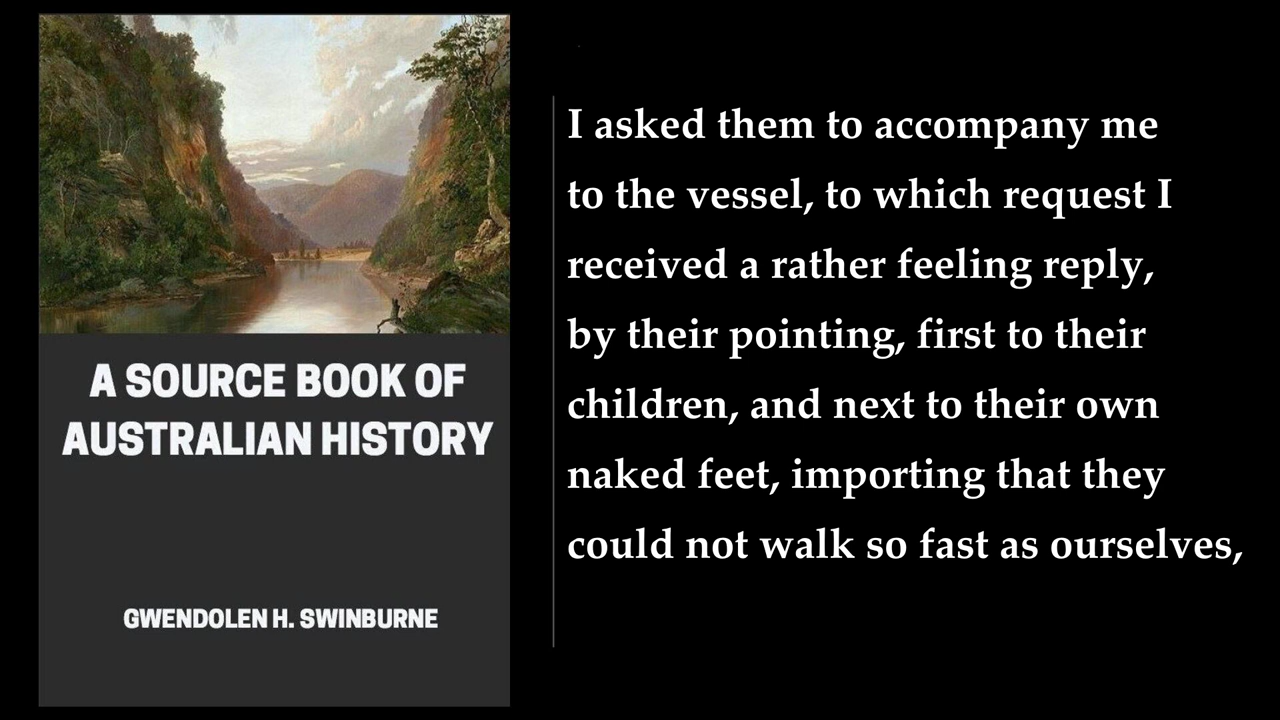 A SOURCE BOOK OF
AUSTRALIAN HISTORY
GWENDOLEN H. SWINBURNE
I asked them to accompany me
to the vessel, to which request I
received a rather feeling reply,
by their pointing, first to their
children, and next to their own
naked feet, importing that they
could not walk so fast as ourselves,